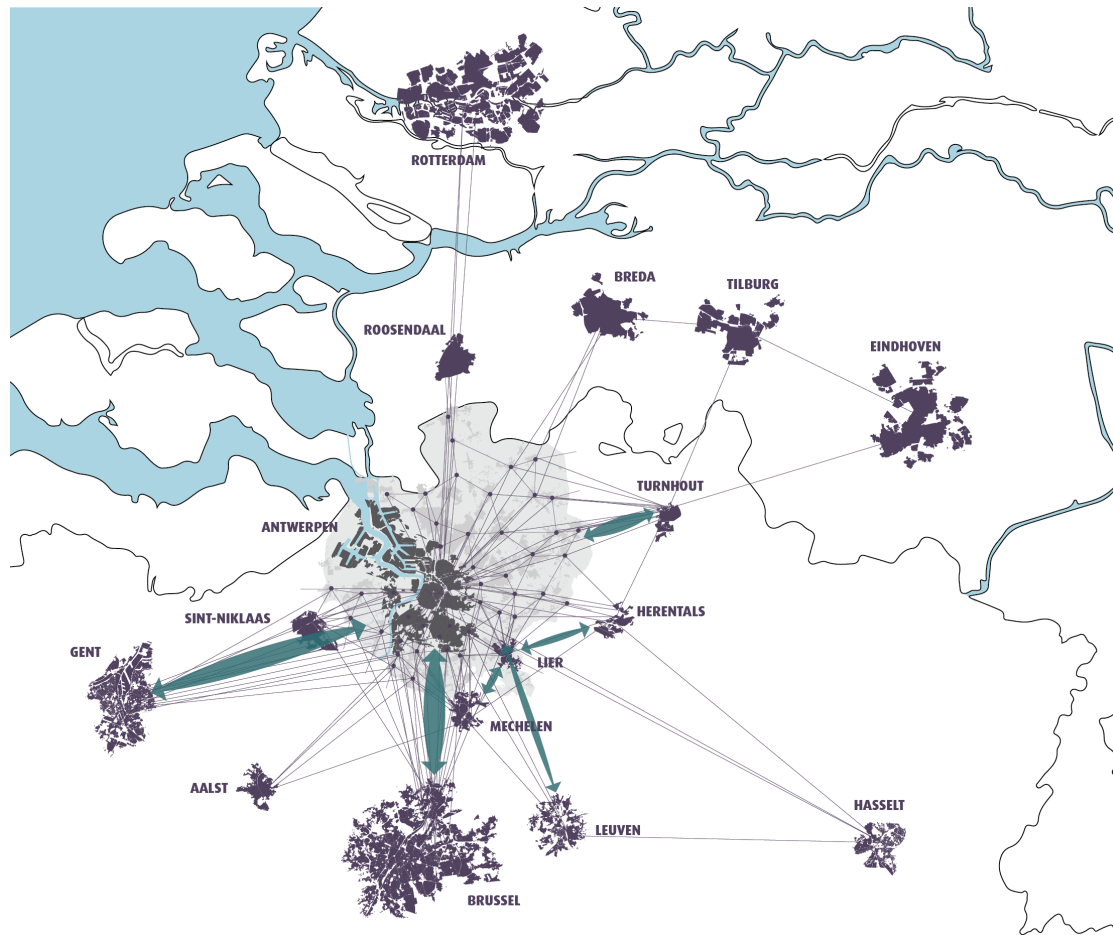 ROTTERDAM
BREDA
TILBURG
ROOSENDAAL
EINDHOVEN
TURNHOUT
ANTWERPEN
HERENTALS
SINT-NIKLAAS
GENT
LIER
MECHELEN
AALST
HASSELT
LEUVEN
BRUSSEL